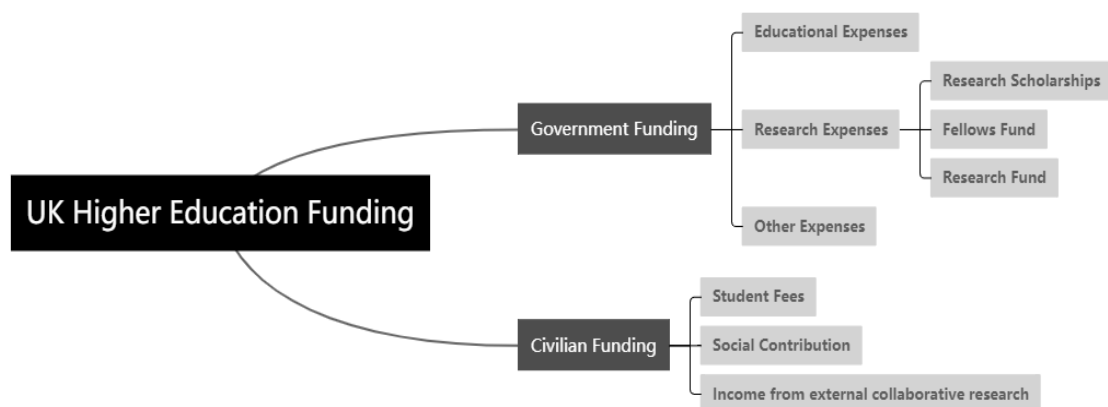 UK Higher Education Funding
Government Funding
Educational Expenses
Research Expenses
Research Scholarships
Fellows Fund
Research Fund
Other Expenses
Civilian Funding
Student Fees
Social Contribution
Income from external collaborative research